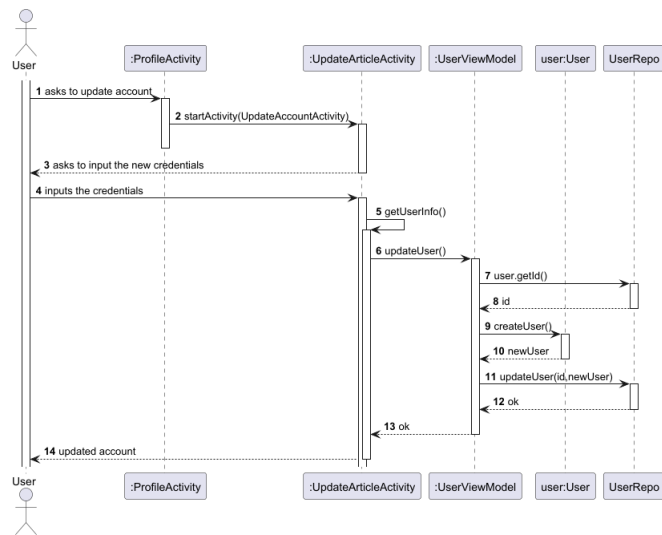 User
:ProfileActivity
:UpdateArticleActivity
:UserViewModel
user:User
UserRepo
1 asks to update account
2 startActivity(UpdateAccountActivity)
3 asks to input the new credentials
4 inputs the credentials
5 getUserInfo()
6 updateUser()
7 user.getId()
8 id
9 createUser()
10 newUser
11 updateUser(id,newUser)
12 ok
13 ok
14 updated account
User
:ProfileActivity
:UpdateArticleActivity
:UserViewModel
user:User
UserRepo